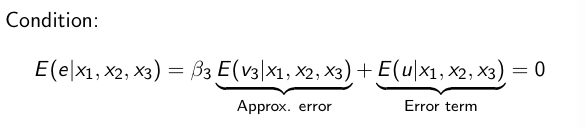 Condition:
E(e|x₁, x₂, x₃) = β₃ E(v₃|x₁, x₂, x₃) + E(u|x₁, x₂, x₃) = 0
Approx. error Error term